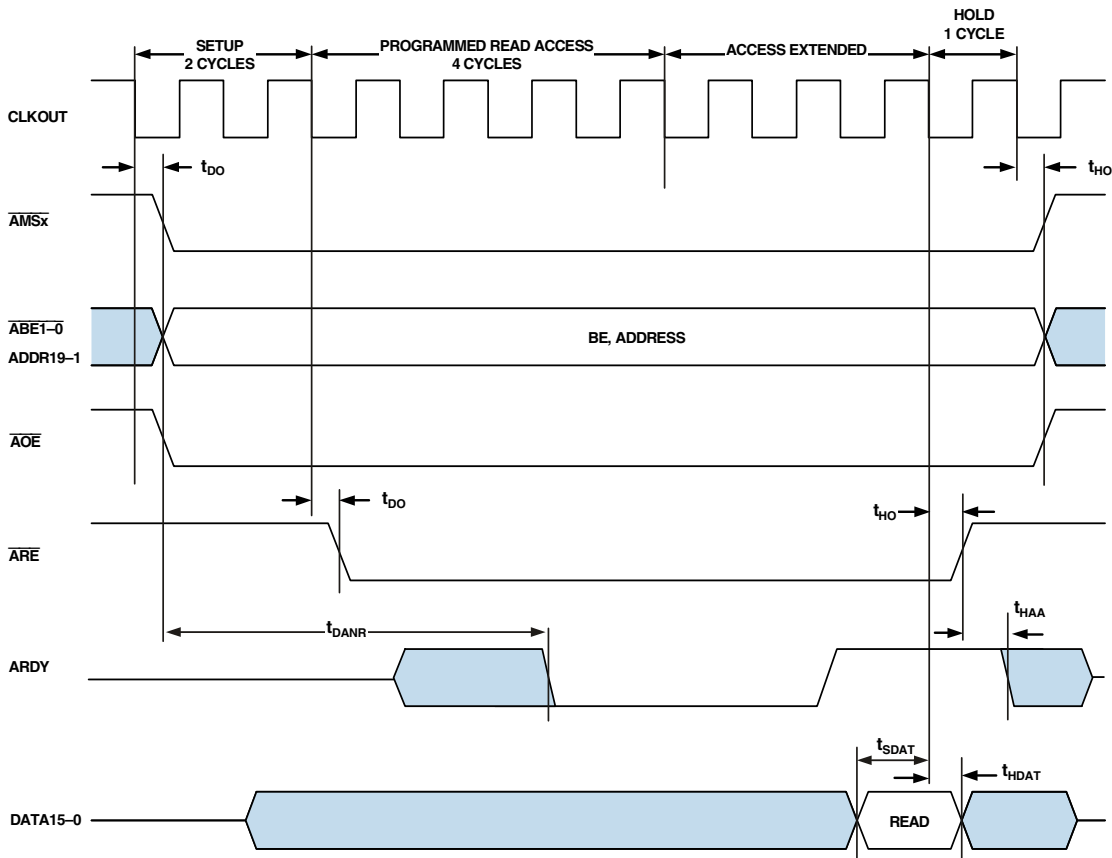 SETUP
2 CYCLES
PROGRAMMED READ ACCESS
4 CYCLES
ACCESS EXTENDED
HOLD
1 CYCLE
CLKOUT
tDO
tHO
AMSx
ABE1–0
BE, ADDRESS
ADDR19–1
AOE
tDO
tHO
ARE
tDANR
tHAA
ARDY
tSDAT
tHDAT
DATA15–0
READ